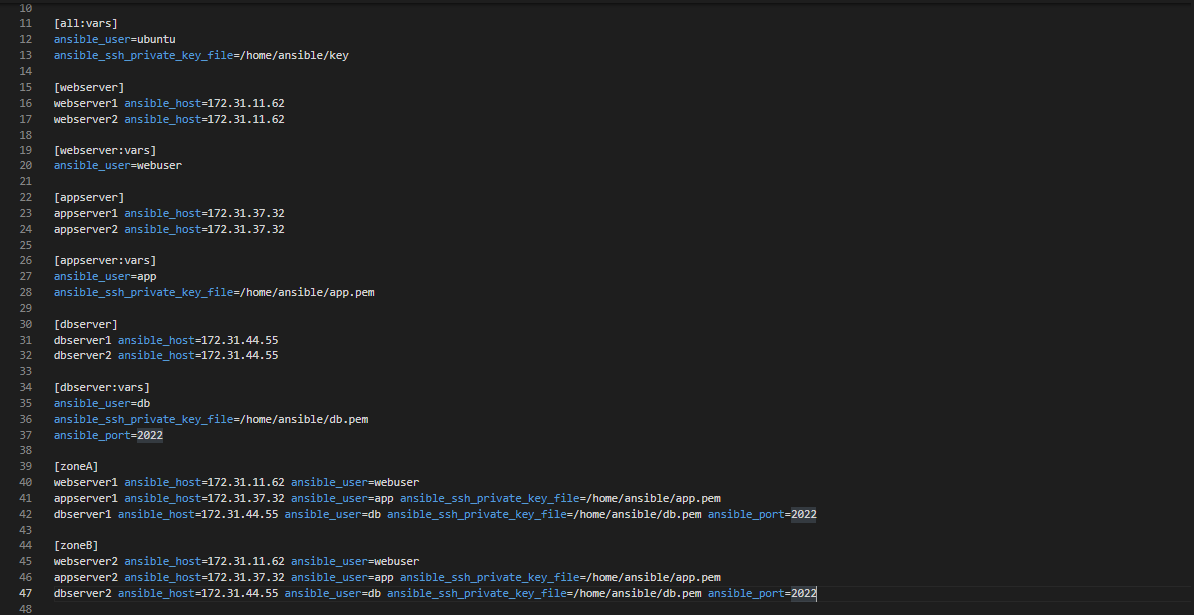 10
11 [all:vars]
12 ansible_user=ubuntu
13 ansible_ssh_private_key_file=/home/ansible/key
14
15 [webserver]
16 webserver1 ansible_host=172.31.11.62
17 webserver2 ansible_host=172.31.11.62
18
19 [webserver:vars]
20 ansible_user=webuser
21
22 [appserver]
23 appserver1 ansible_host=172.31.37.32
24 appserver2 ansible_host=172.31.37.32
25
26 [appserver:vars]
27 ansible_user=app
28 ansible_ssh_private_key_file=/home/ansible/app.pem
29
30 [dbserver]
31 dbserver1 ansible_host=172.31.44.55
32 dbserver2 ansible_host=172.31.44.55
33
34 [dbserver:vars]
35 ansible_user=db
36 ansible_ssh_private_key_file=/home/ansible/db.pem
37 ansible_port=2022
38
39 [zoneA]
40 webserver1 ansible_host=172.31.11.62 ansible_user=webuser
41 appserver1 ansible_host=172.31.37.32 ansible_user=app ansible_ssh_private_key_file=/home/ansible/app.pem
42 dbserver1 ansible_host=172.31.44.55 ansible_user=db ansible_ssh_private_key_file=/home/ansible/db.pem ansible_port=2022
43
44 [zoneB]
45 webserver2 ansible_host=172.31.11.62 ansible_user=webuser
46 appserver2 ansible_host=172.31.37.32 ansible_user=app ansible_ssh_private_key_file=/home/ansible/app.pem
47 dbserver2 ansible_host=172.31.44.55 ansible_user=db ansible_ssh_private_key_file=/home/ansible/db.pem ansible_port=2022
48